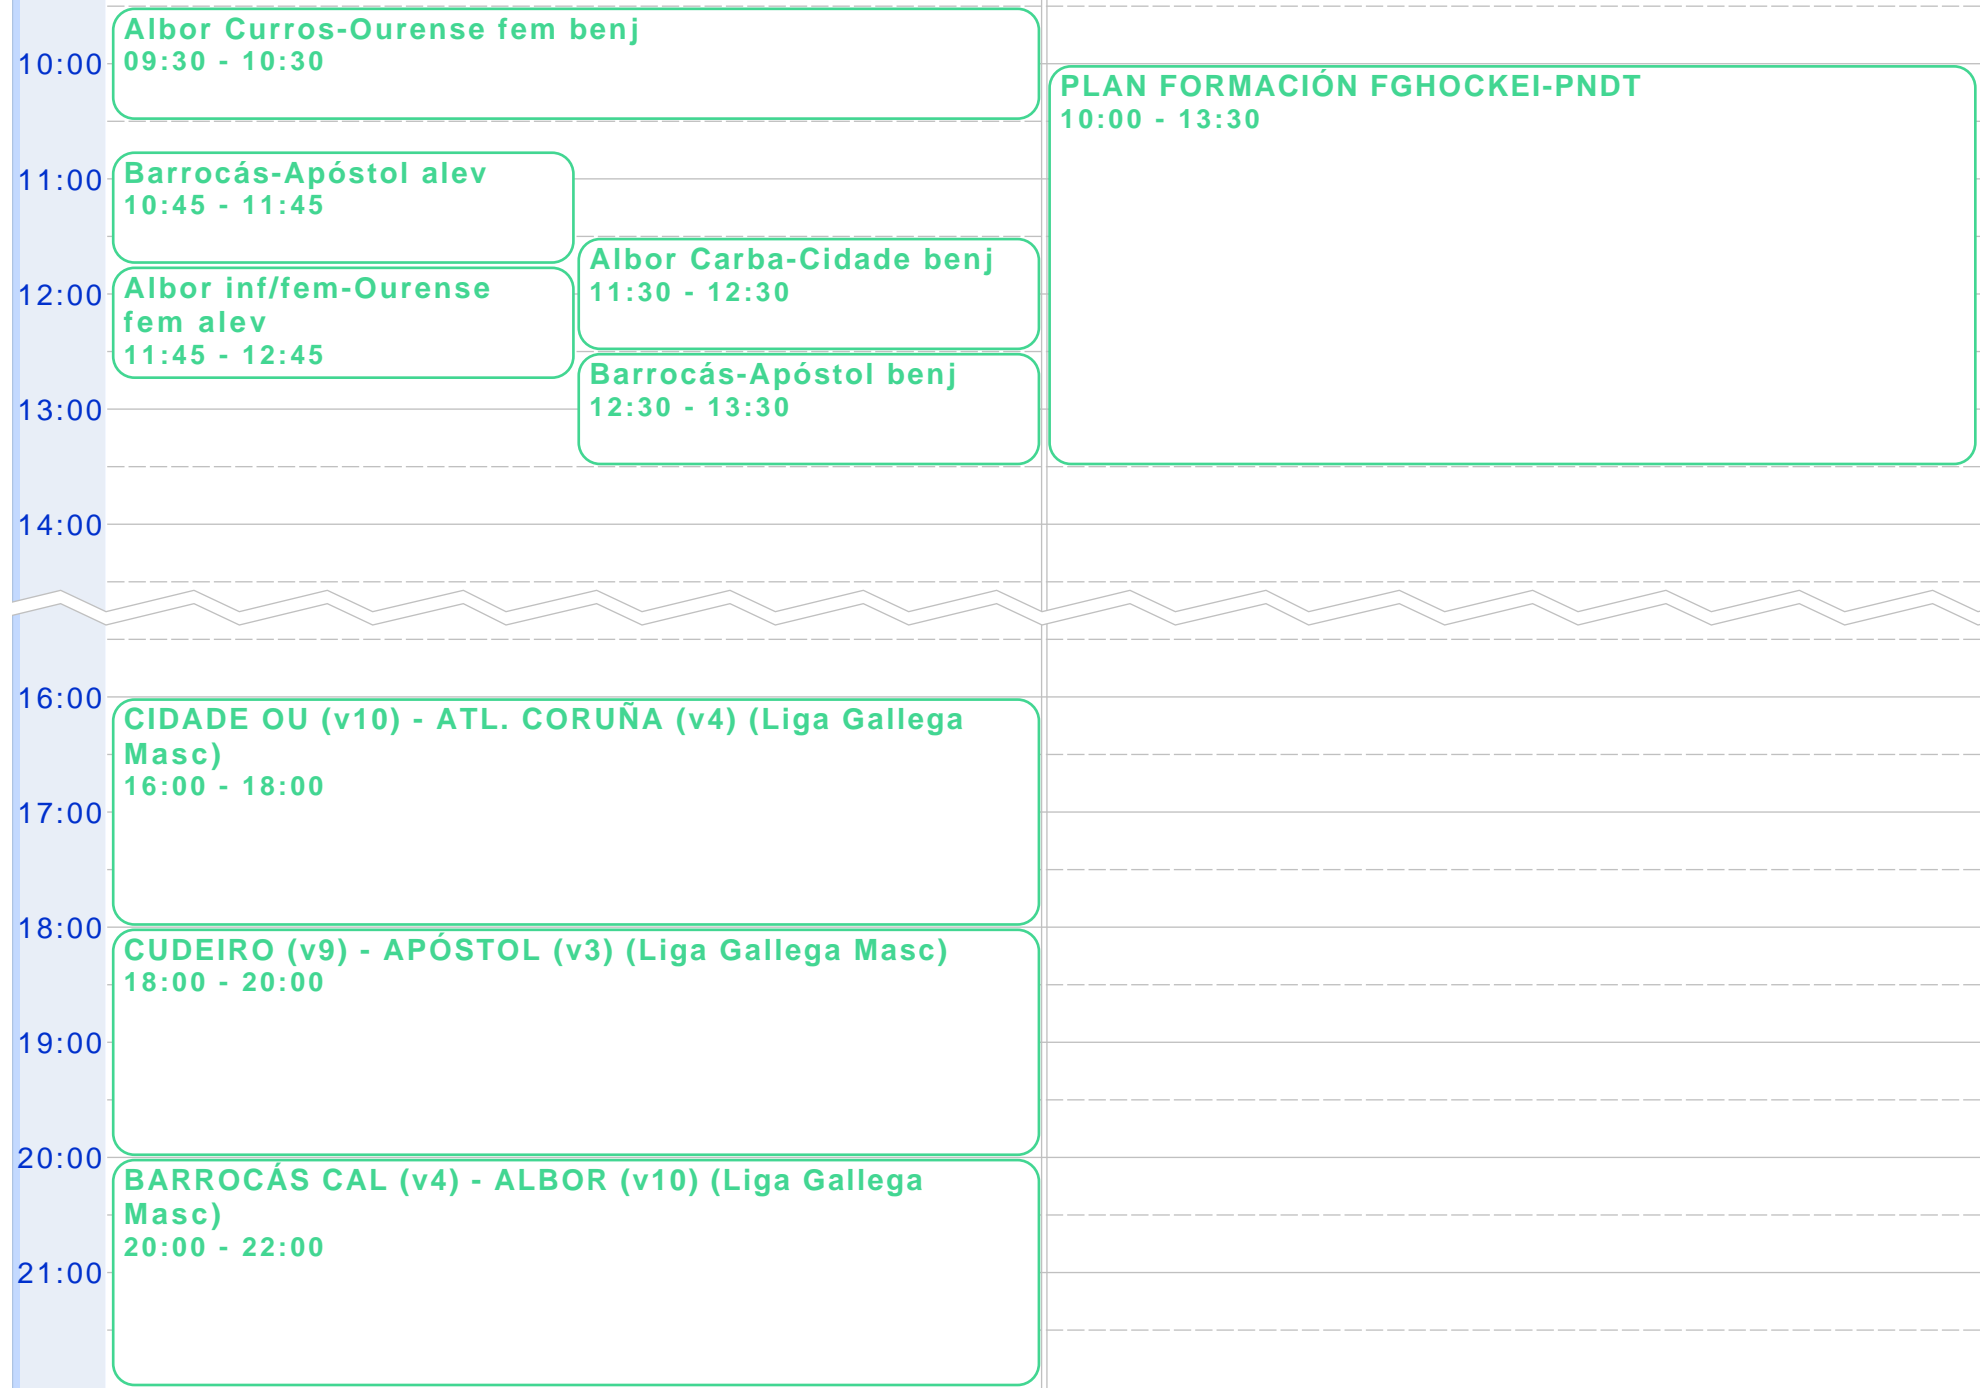 Albor Curros-Ourense fem benj
09:30 - 10:30
10:00
PLAN FORMACIÓN FGHOCKEI-PNDT
10:00 - 13:30
Barrocás-Apóstol alev
10:45 - 11:45
11:00
Albor Carba-Cidade benj
11:30 - 12:30
Albor inf/fem-Ourense
fem alev
11:45 - 12:45
12:00
Barrocás-Apóstol benj
12:30 - 13:30
13:00
14:00
16:00
CIDADE OU (v10) - ATL. CORUÑA (v4) (Liga Gallega
Masc)
16:00 - 18:00
17:00
18:00
CUDEIRO (v9) - APÓSTOL (v3) (Liga Gallega Masc)
18:00 - 20:00
19:00
20:00
BARROCÁS CAL (v4) - ALBOR (v10) (Liga Gallega
Masc)
20:00 - 22:00
21:00